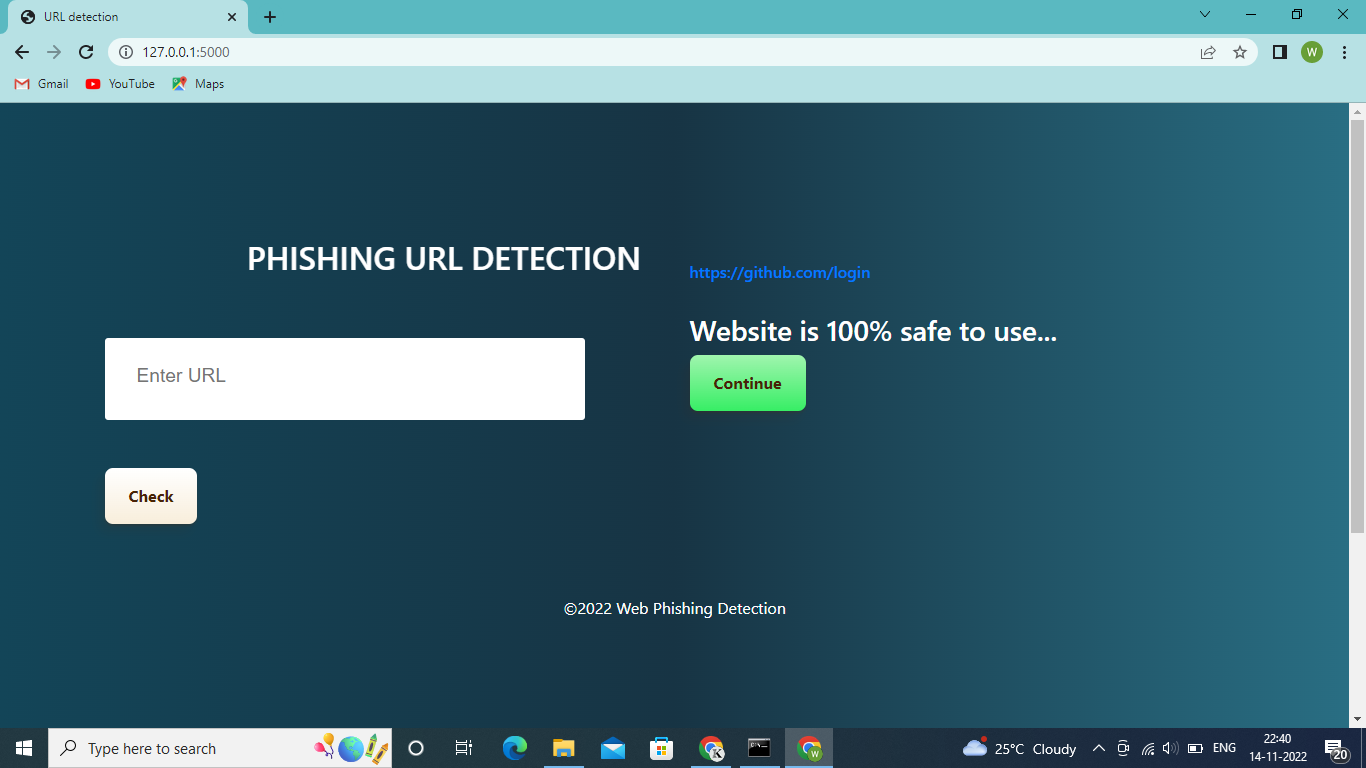 URL detection
127.0.0.1:5000
W
Gmail
YouTube
Maps
PHISHING URL DETECTION
https://github.com/login
Website is 100% safe to use...
Enter URL
Continue
Check
©2022 Web Phishing Detection
Type here to search
K
W
25°C Cloudy
ENG
22:40
14-11-2022
20